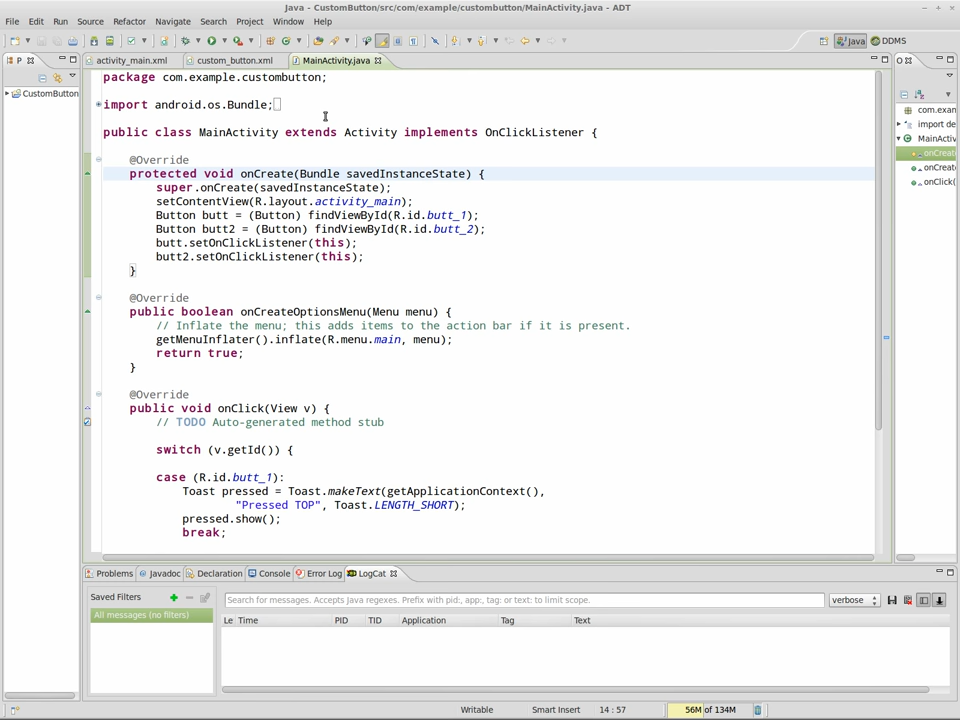 Java - CustomButton/src/com/example/custombutton/MainActivity.java - ADT
File Edit Run Source Refactor Navigate Search Project Window Help
Java DDMS
P activity_main.xml custom_button.xml MainActivity.java O
CustomButton
package com.example.custombutton;
import android.os.Bundle;
public class MainActivity extends Activity implements OnClickListener {
@Override
protected void onCreate(Bundle savedInstanceState) {
super.onCreate(savedInstanceState);
setContentView(R.layout.activity_main);
Button butt = (Button) findViewById(R.id.butt_1);
Button butt2 = (Button) findViewById(R.id.butt_2);
butt.setOnClickListener(this);
butt2.setOnClickListener(this);
}
@Override
public boolean onCreateOptionsMenu(Menu menu) {
// Inflate the menu; this adds items to the action bar if it is present.
getMenuInflater().inflate(R.menu.main, menu);
return true;
}
@Override
public void onClick(View v) {
// TODO Auto-generated method stub
switch (v.getId()) {
case (R.id.butt_1):
Toast pressed = Toast.makeText(getApplicationContext(),
"Pressed TOP", Toast.LENGTH_SHORT);
pressed.show();
break;
com.exan
import de
MainActiv
onCreat
onCreat
onClick(
Problems Javadoc Declaration Console Error Log LogCat
Saved Filters
All messages (no filters)
Search for messages. Accepts Java regexes. Prefix with pid:, app:, tag: or text: to limit scope.
verbose
Le Time PID TID Application Tag Text
Writable Smart Insert 14 : 57 56M of 134M